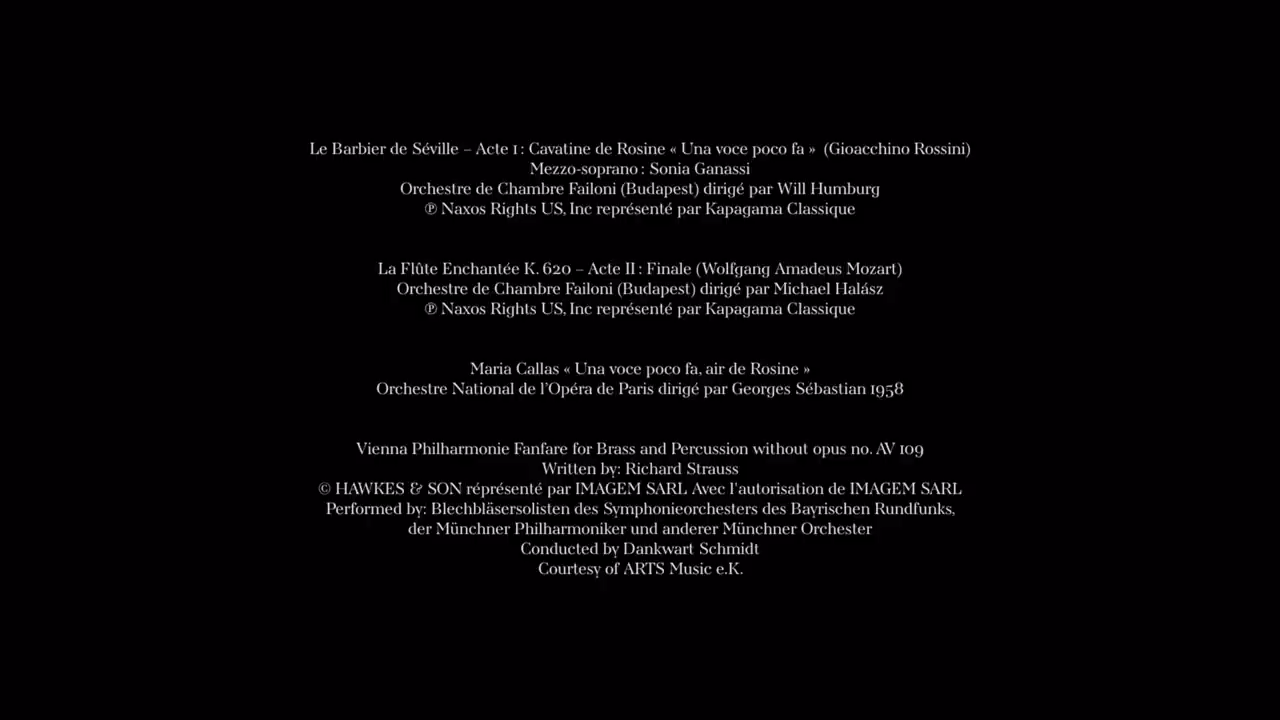 Le Barbier de Séville – Acte I : Cavatine de Rosine « Una voce poco fa » (Gioacchino Rossini)
Mezzo-soprano : Sonia Ganassi
Orchestre de Chambre Failoni (Budapest) dirigé par Will Humburg
℗ Naxos Rights US, Inc représenté par Kapagama Classique
La Flûte Enchantée K. 620 – Acte II : Finale (Wolfgang Amadeus Mozart)
Orchestre de Chambre Failoni (Budapest) dirigé par Michael Halász
℗ Naxos Rights US, Inc représenté par Kapagama Classique
Maria Callas « Una voce poco fa, air de Rosine »
Orchestre National de l'Opéra de Paris dirigé par Georges Sébastian 1958
Vienna Philharmonie Fanfare for Brass and Percussion without opus no. AV 109
Written by: Richard Strauss
© HAWKES & SON réprésenté par IMAGEM SARL Avec l'autorisation de IMAGEM SARL
Performed by: Blechbläsersolisten des Symphonieorchesters des Bayrischen Rundfunks,
der Münchner Philharmoniker und anderer Münchner Orchester
Conducted by Dankwart Schmidt
Courtesy of ARTS Music e.K.